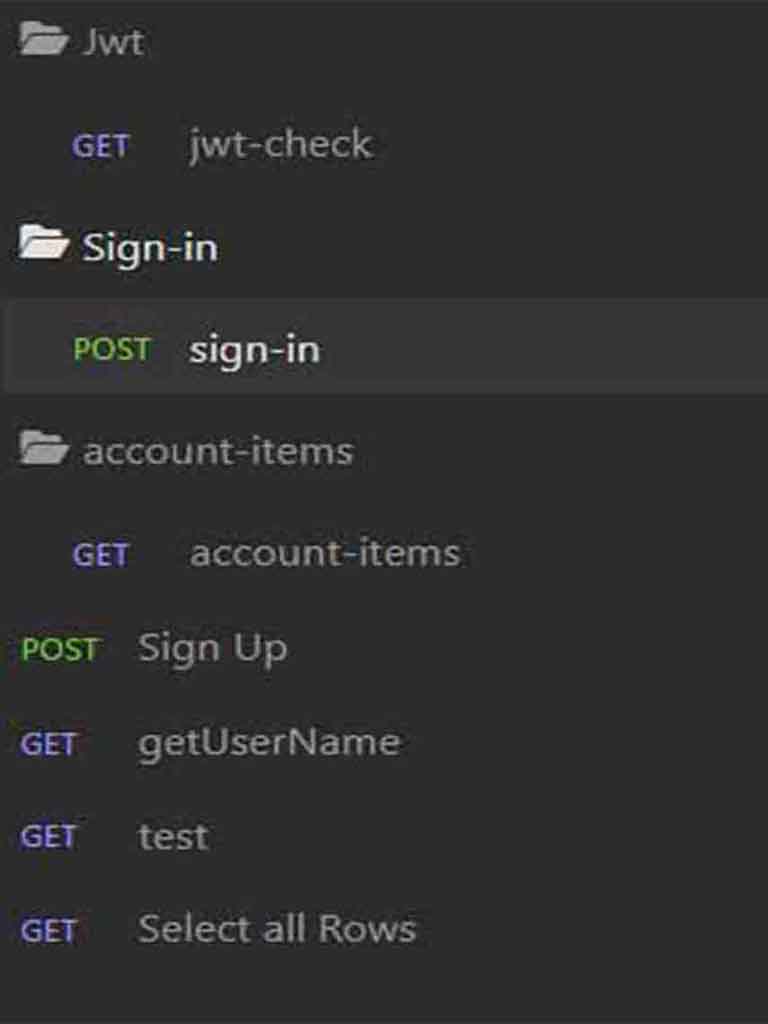 Jwt
GET jwt-check
Sign-in
POST sign-in
account-items
GET account-items
POST Sign Up
GET getUserName
GET test
GET Select all Rows